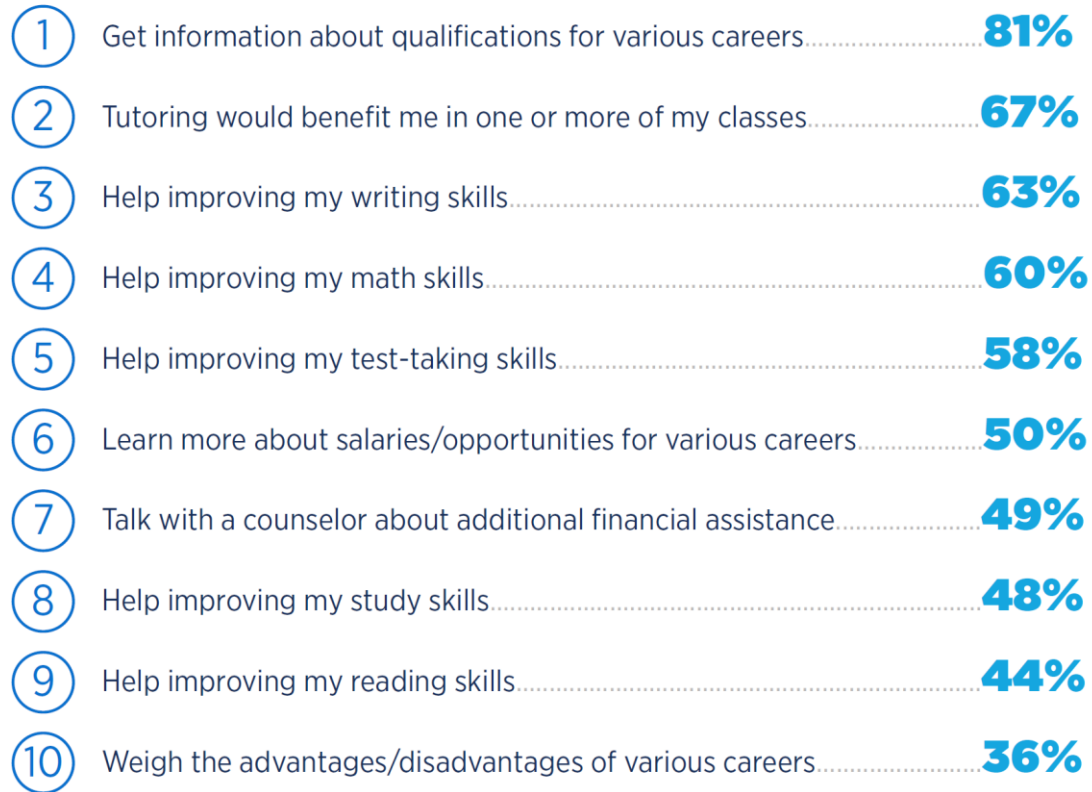 1 Get information about qualifications for various careers 81%
2 Tutoring would benefit me in one or more of my classes 67%
3 Help improving my writing skills 63%
4 Help improving my math skills 60%
5 Help improving my test-taking skills 58%
6 Learn more about salaries/opportunities for various careers 50%
7 Talk with a counselor about additional financial assistance 49%
8 Help improving my study skills 48%
9 Help improving my reading skills 44%
10 Weigh the advantages/disadvantages of various careers 36%